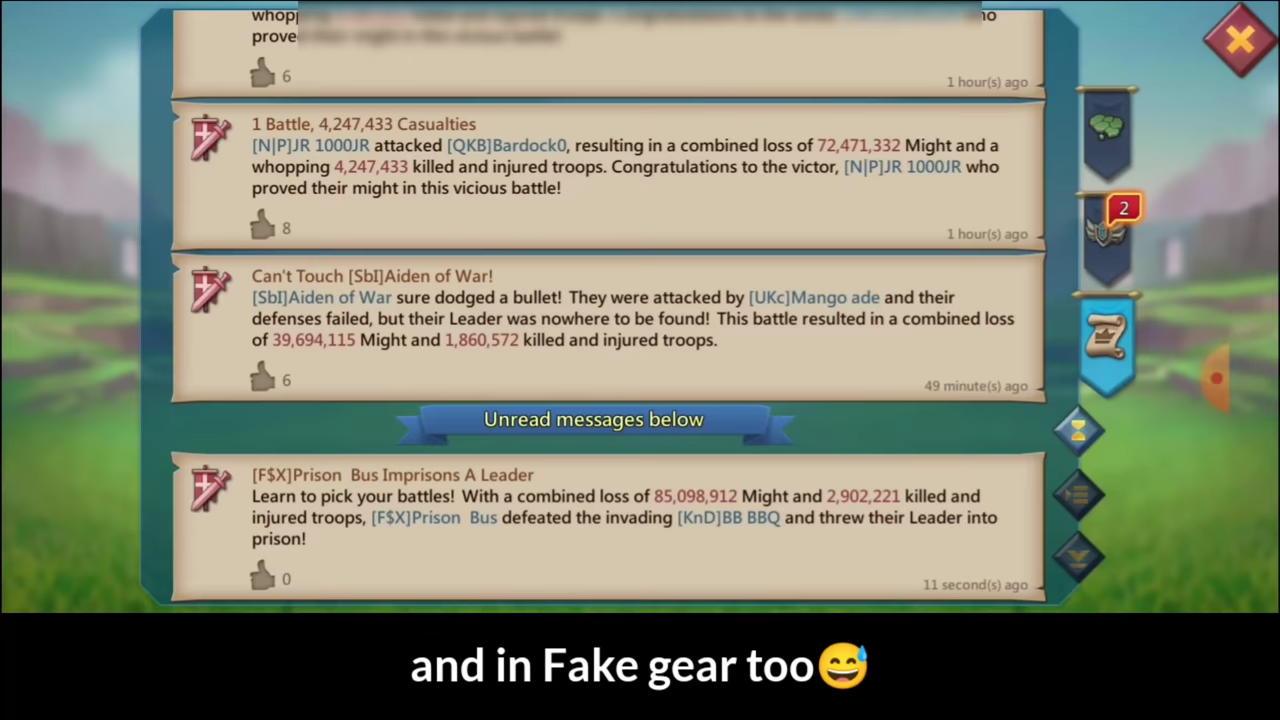 whopp
ho
prove
6
1 hour(s) ago
1 Battle, 4,247,433 Casualties
[N|P]JR 1000JR attacked [QKB]Bardock0, resulting in a combined loss of 72,471,332 Might and a
whopping 4,247,433 killed and injured troops. Congratulations to the victor, [N|P]JR 1000JR who
proved their might in this vicious battle!
8
1 hour(s) ago
2
Can't Touch [SbI]Aiden of War!
[SbI]Aiden of War sure dodged a bullet! They were attacked by [UKc]Mango ade and their
defenses failed, but their Leader was nowhere to be found! This battle resulted in a combined loss
of 39,694,115 Might and 1,860,572 killed and injured troops.
6
49 minute(s) ago
Unread messages below
[F$X]Prison  Bus Imprisons A Leader
Learn to pick your battles! With a combined loss of 85,098,912 Might and 2,902,221 killed and
injured troops, [F$X]Prison  Bus defeated the invading [KnD]BB BBQ and threw their Leader into
prison!
0
11 second(s) ago
and in Fake gear too😅